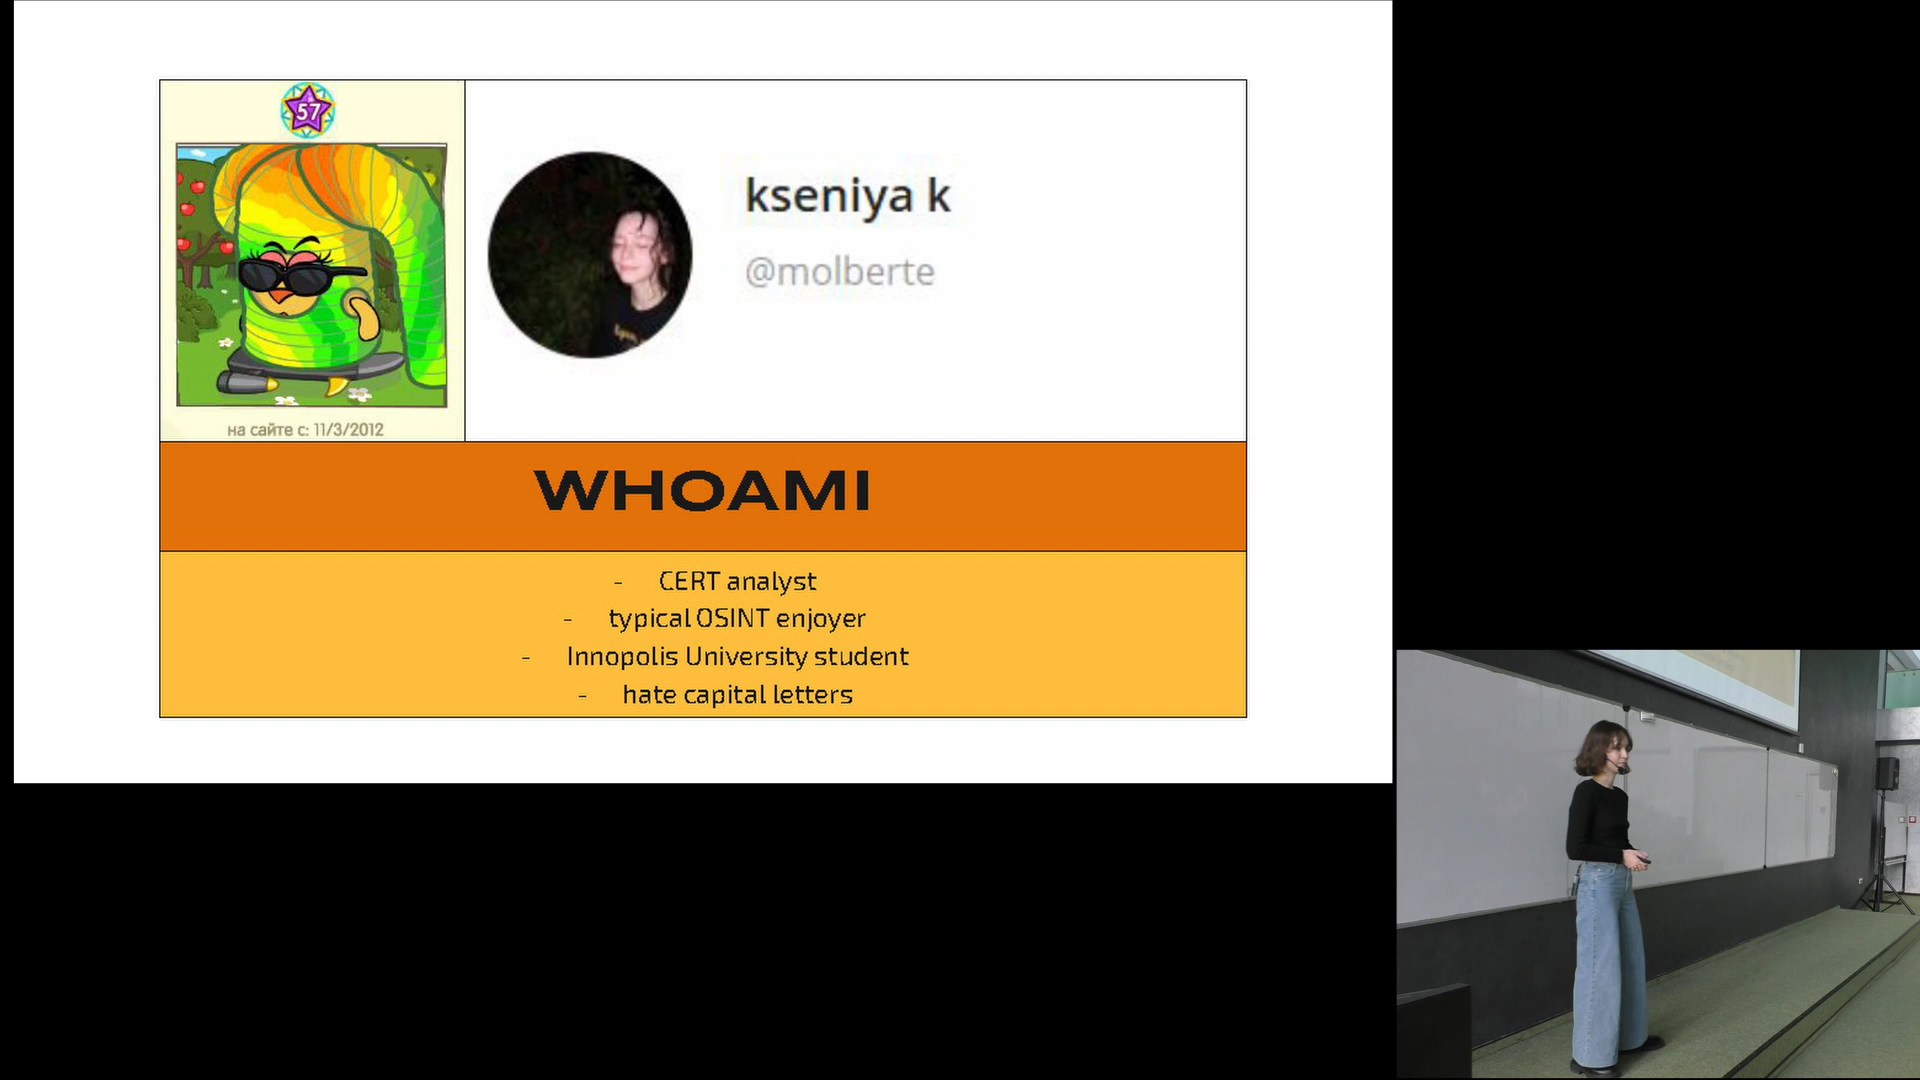 57
на сайте с: 11/3/2012
kseniya k
@molberte
WHOAMI
- CERT analyst
- typical OSINT enjoyer
- Innopolis University student
- hate capital letters